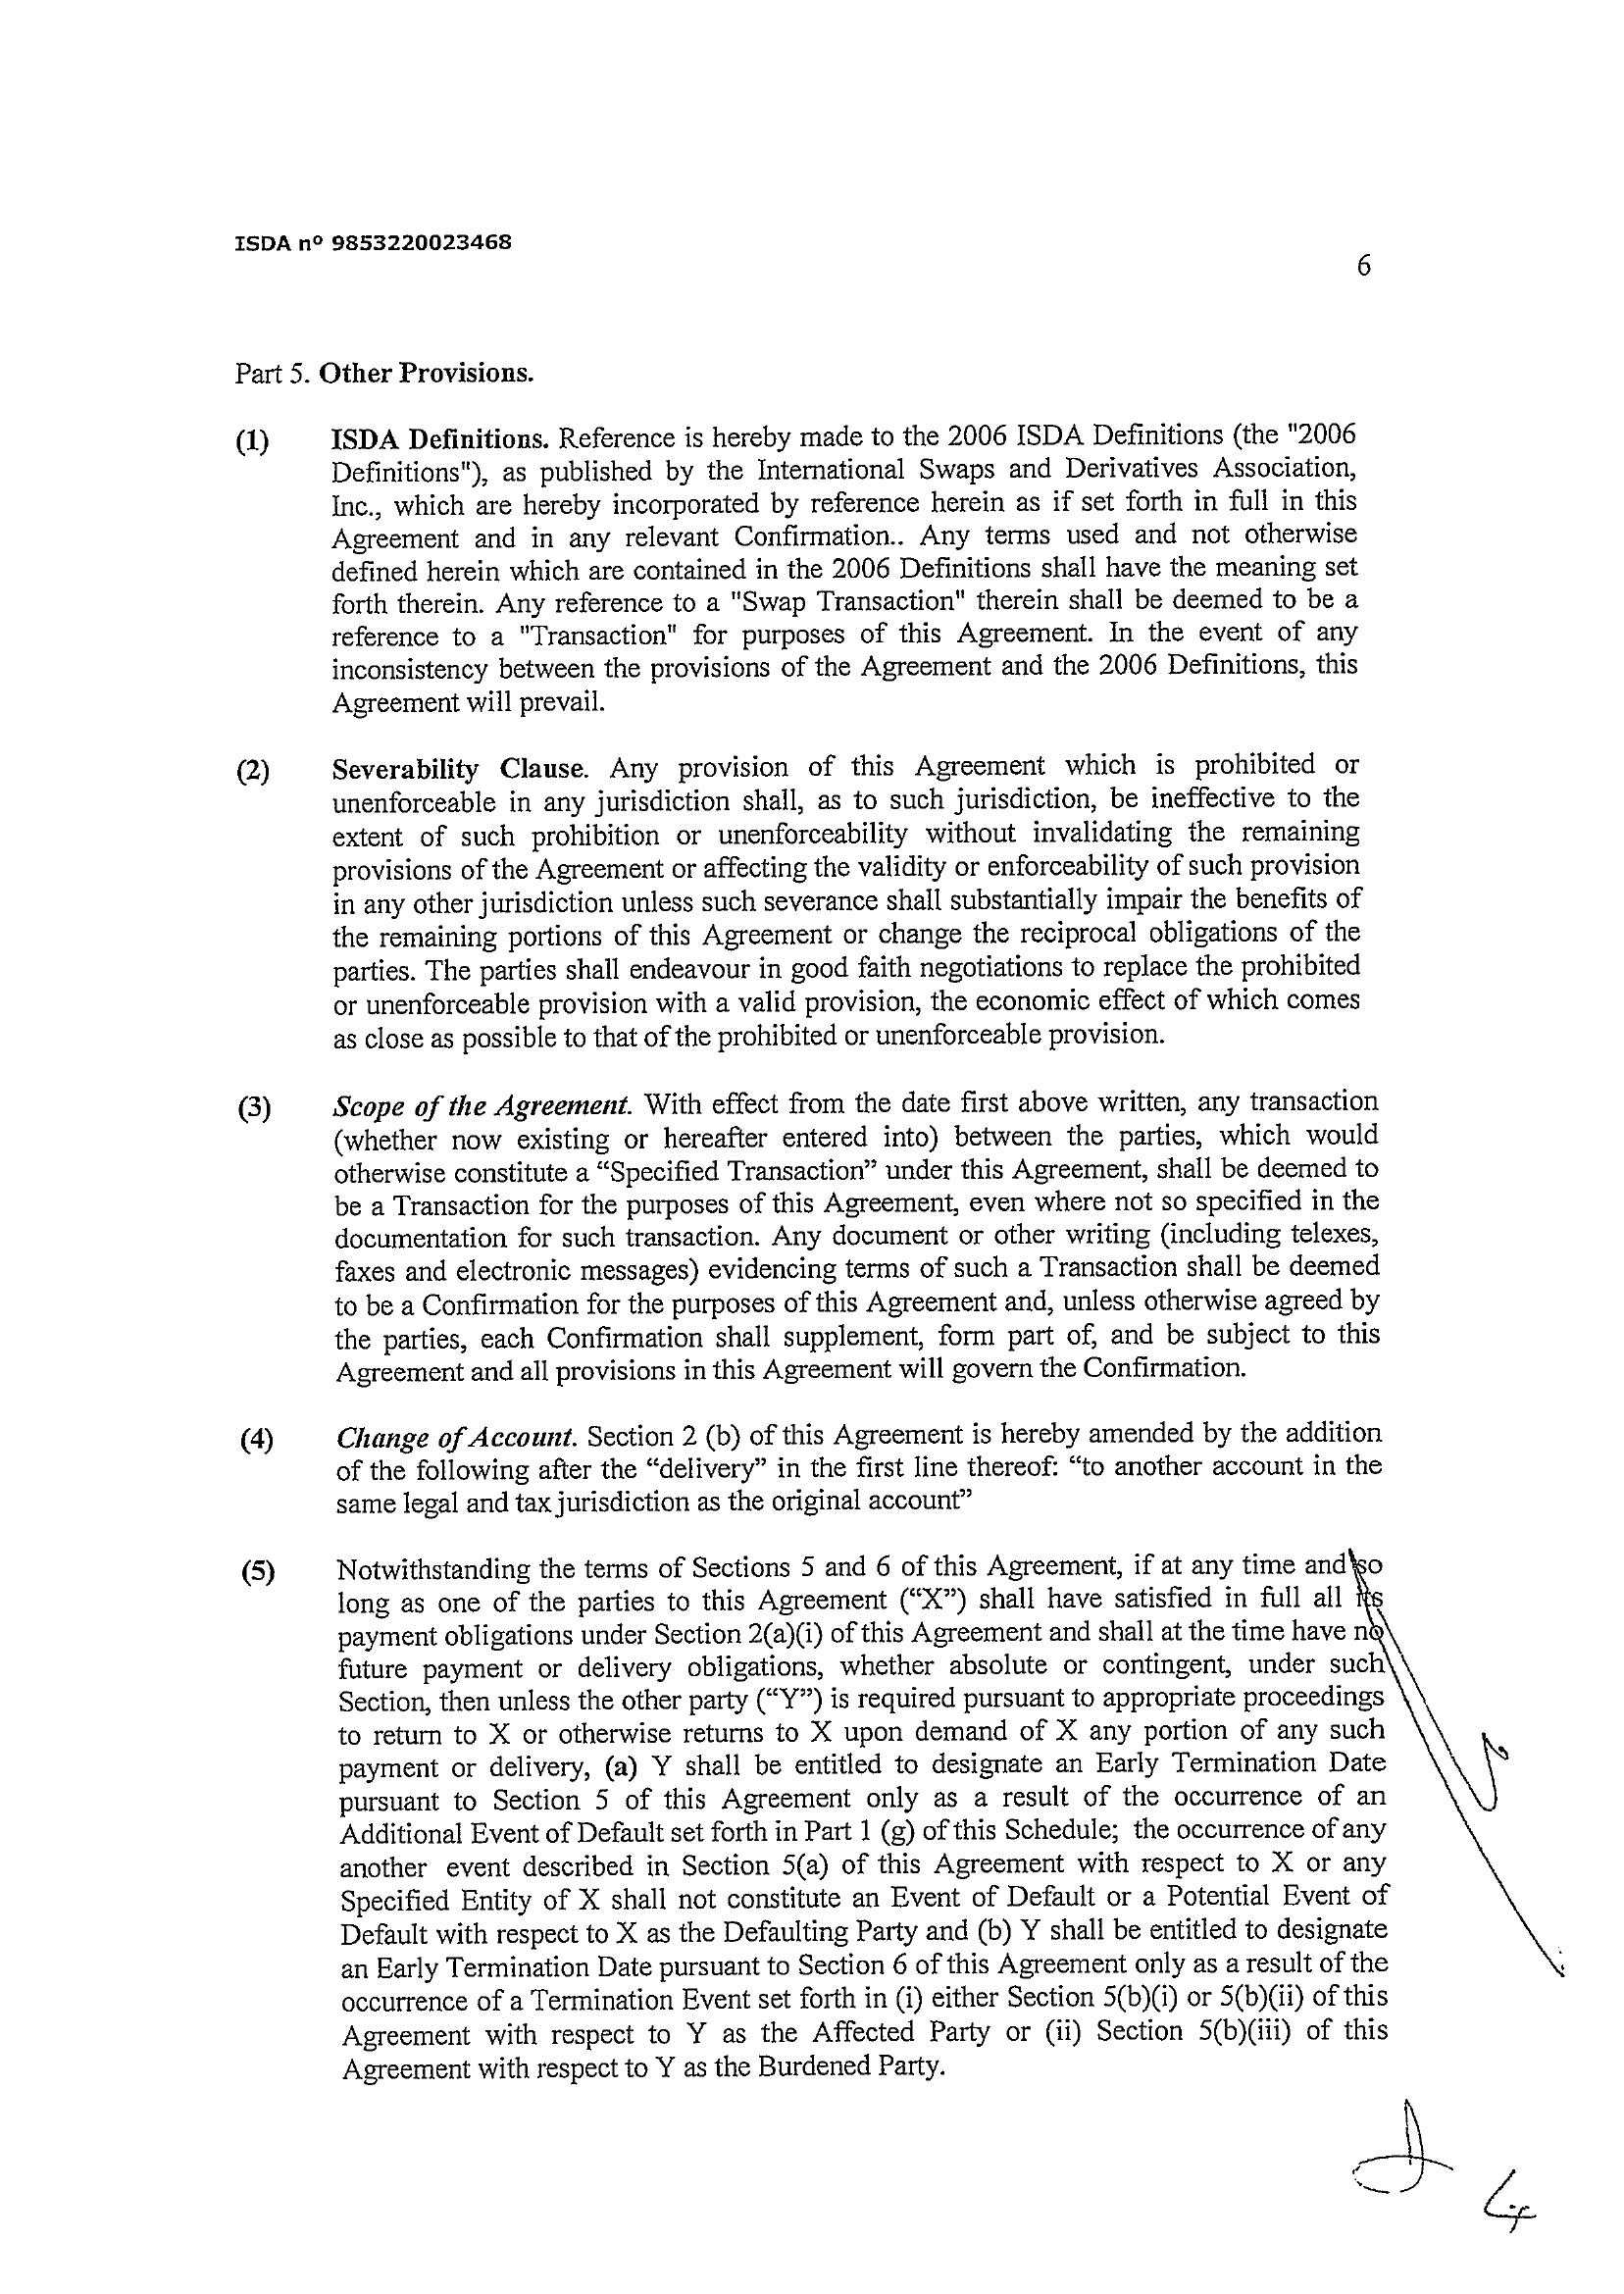 ISDA nº 9853220023468
6
Part 5. Other Provisions.
(1) ISDA Definitions. Reference is hereby made to the 2006 ISDA Definitions (the "2006
Definitions"), as published by the International Swaps and Derivatives Association,
Inc., which are hereby incorporated by reference herein as if set forth in full in this
Agreement and in any relevant Confirmation.. Any terms used and not otherwise
defined herein which are contained in the 2006 Definitions shall have the meaning set
forth therein. Any reference to a "Swap Transaction" therein shall be deemed to be a
reference to a "Transaction" for purposes of this Agreement. In the event of any
inconsistency between the provisions of the Agreement and the 2006 Definitions, this
Agreement will prevail.
(2) Severability Clause. Any provision of this Agreement which is prohibited or
unenforceable in any jurisdiction shall, as to such jurisdiction, be ineffective to the
extent of such prohibition or unenforceability without invalidating the remaining
provisions of the Agreement or affecting the validity or enforceability of such provision
in any other jurisdiction unless such severance shall substantially impair the benefits of
the remaining portions of this Agreement or change the reciprocal obligations of the
parties. The parties shall endeavour in good faith negotiations to replace the prohibited
or unenforceable provision with a valid provision, the economic effect of which comes
as close as possible to that of the prohibited or unenforceable provision.
(3) Scope of the Agreement. With effect from the date first above written, any transaction
(whether now existing or hereafter entered into) between the parties, which would
otherwise constitute a “Specified Transaction” under this Agreement, shall be deemed to
be a Transaction for the purposes of this Agreement, even where not so specified in the
documentation for such transaction. Any document or other writing (including telexes,
faxes and electronic messages) evidencing terms of such a Transaction shall be deemed
to be a Confirmation for the purposes of this Agreement and, unless otherwise agreed by
the parties, each Confirmation shall supplement, form part of, and be subject to this
Agreement and all provisions in this Agreement will govern the Confirmation.
(4) Change of Account. Section 2 (b) of this Agreement is hereby amended by the addition
of the following after the “delivery” in the first line thereof: “to another account in the
same legal and tax jurisdiction as the original account”
(5) Notwithstanding the terms of Sections 5 and 6 of this Agreement, if at any time and so
long as one of the parties to this Agreement (“X”) shall have satisfied in full all its
payment obligations under Section 2(a)(i) of this Agreement and shall at the time have no
future payment or delivery obligations, whether absolute or contingent, under such
Section, then unless the other party (“Y”) is required pursuant to appropriate proceedings
to return to X or otherwise returns to X upon demand of X any portion of any such
payment or delivery, (a) Y shall be entitled to designate an Early Termination Date
pursuant to Section 5 of this Agreement only as a result of the occurrence of an
Additional Event of Default set forth in Part 1 (g) of this Schedule; the occurrence of any
another event described in Section 5(a) of this Agreement with respect to X or any
Specified Entity of X shall not constitute an Event of Default or a Potential Event of
Default with respect to X as the Defaulting Party and (b) Y shall be entitled to designate
an Early Termination Date pursuant to Section 6 of this Agreement only as a result of the
occurrence of a Termination Event set forth in (i) either Section 5(b)(i) or 5(b)(ii) of this
Agreement with respect to Y as the Affected Party or (ii) Section 5(b)(iii) of this
Agreement with respect to Y as the Burdened Party.